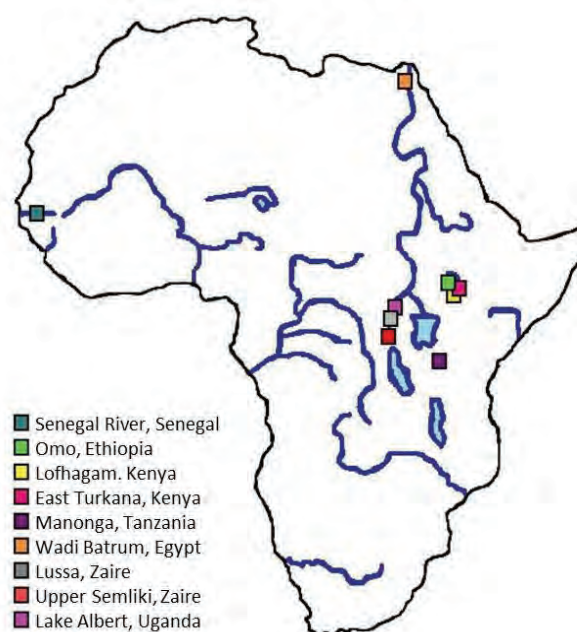 Senegal River, Senegal
Omo, Ethiopia
Lofhagam. Kenya
East Turkana, Kenya
Manonga, Tanzania
Wadi Batrum, Egypt
Lussa, Zaire
Upper Semliki, Zaire
Lake Albert, Uganda